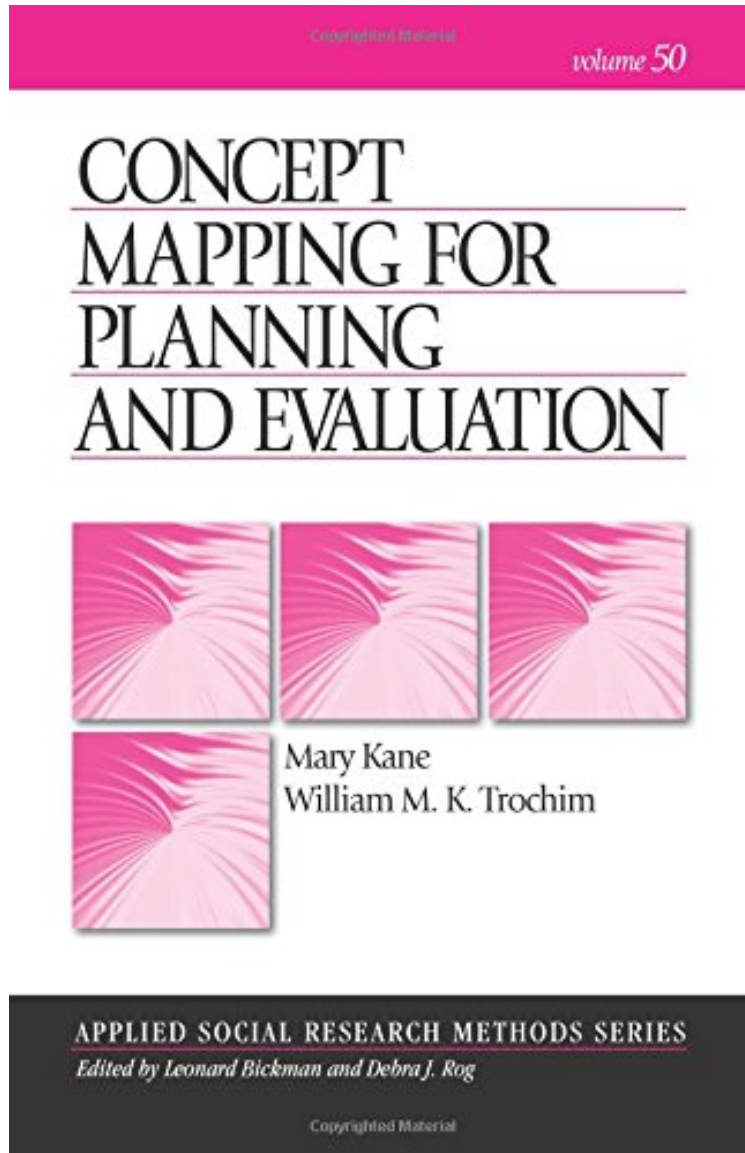 Copyrighted Material
volume 50
CONCEPT
MAPPING FOR
PLANNING
AND EVALUATION
Mary Kane
William M. K. Trochim
APPLIED SOCIAL RESEARCH METHODS SERIES
Edited by Leonard Bickman and Debra J. Rog
Copyrighted Material